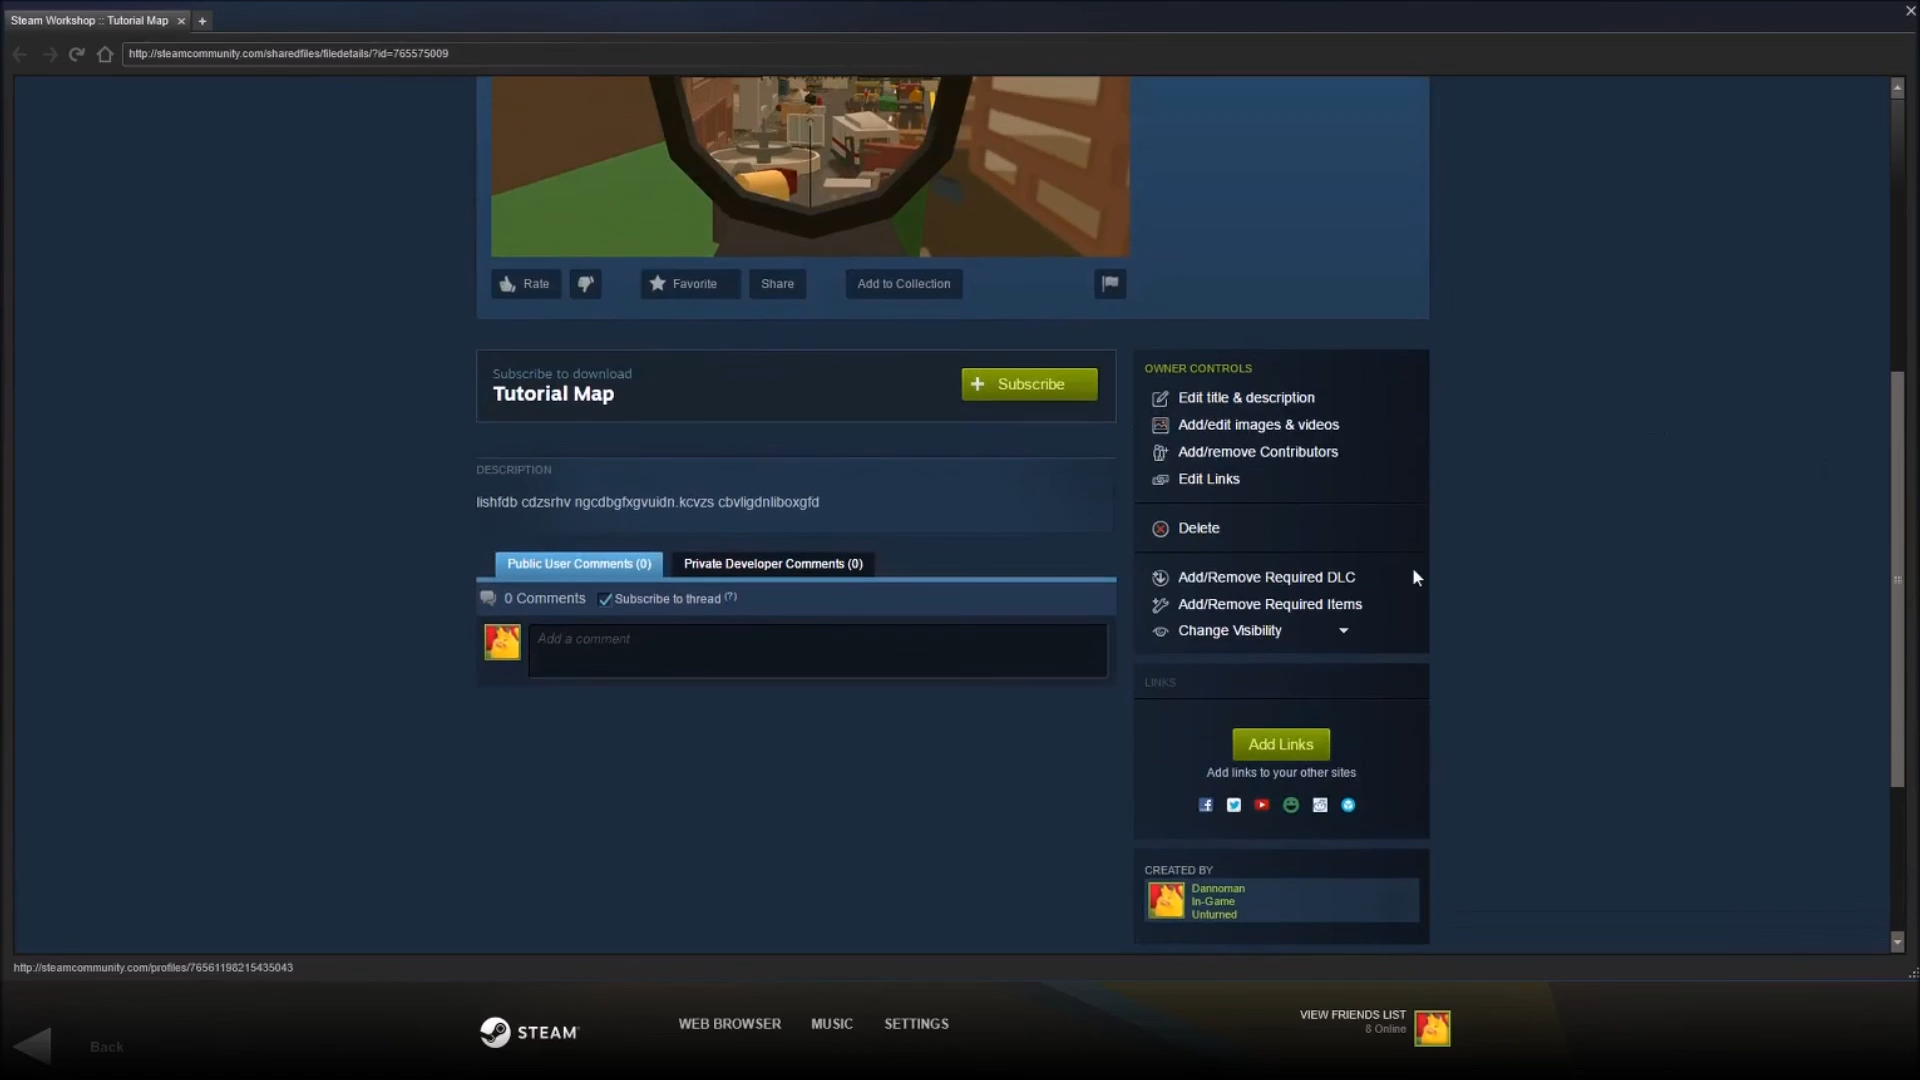 Steam Workshop :: Tutorial Map
http://steamcommunity.com/sharedfiles/filedetails/?id=765575009
Rate
Favorite
Share
Add to Collection
Subscribe to download
Tutorial Map
Subscribe
OWNER CONTROLS
Edit title & description
Add/edit images & videos
Add/remove Contributors
Edit Links
Delete
Add/Remove Required DLC
Add/Remove Required Items
Change Visibility
DESCRIPTION
lishfdb cdzsrhv ngcdbgfxgvuidn.kcvzs cbvligdnliboxgfd
Public User Comments (0)
Private Developer Comments (0)
0 Comments
Subscribe to thread (?)
Add a comment
LINKS
Add Links
Add links to your other sites
CREATED BY
Dannoman
In-Game
Unturned
http://steamcommunity.com/profiles/76561198215435043
Back
STEAM
WEB BROWSER
MUSIC
SETTINGS
VIEW FRIENDS LIST
8 Online